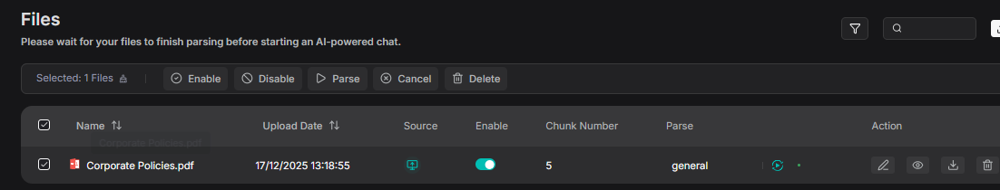 Files
Please wait for your files to finish parsing before starting an AI-powered chat.
Selected: 1 Files
Enable
Disable
Parse
Cancel
Delete
Name Upload Date Source Enable Chunk Number Parse Action
Corporate Policies.pdf
Corporate Policies.pdf 17/12/2025 13:18:55 5 general